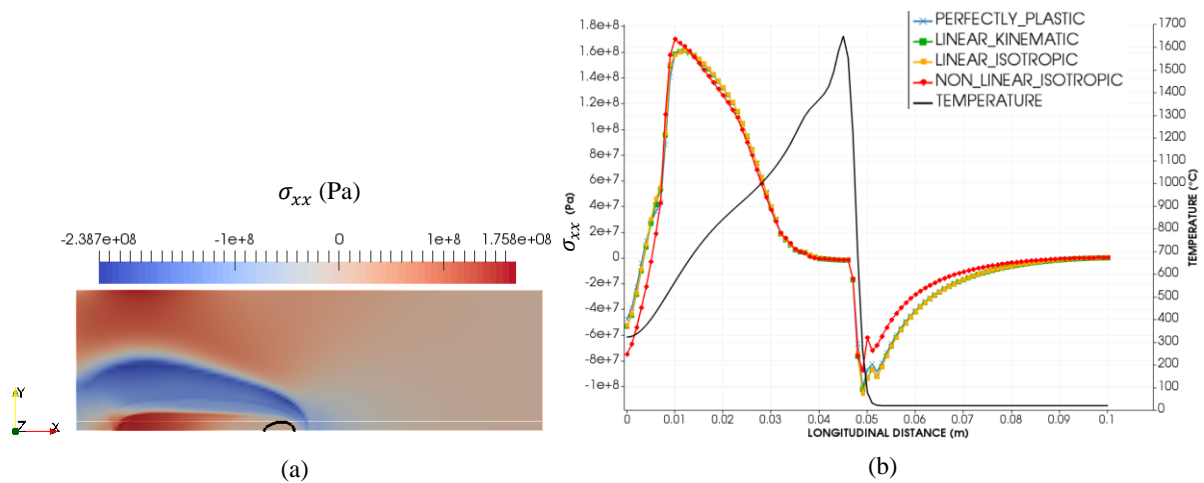 σxx (Pa)
-2.387e+08 -1e+8 0 1e+8 1.758e+08
Y
Z X
(a)
PERFECTLY_PLASTIC
LINEAR_KINEMATIC
LINEAR_ISOTROPIC
NON_LINEAR_ISOTROPIC
TEMPERATURE
1.8e+8
1.6e+8
1.4e+8
1.2e+8
1e+8
8e+7
6e+7
4e+7
2e+7
0
-2e+7
-4e+7
-6e+7
-8e+7
-1e+8
σxx (Pa)
1700
1600
1500
1400
1300
1200
1100
1000
900
800
700
600
500
400
300
200
100
0
TEMPERATURE (°C)
0 0.01 0.02 0.03 0.04 0.05 0.06 0.07 0.08 0.09 0.1
LONGITUDINAL DISTANCE (m)
(b)